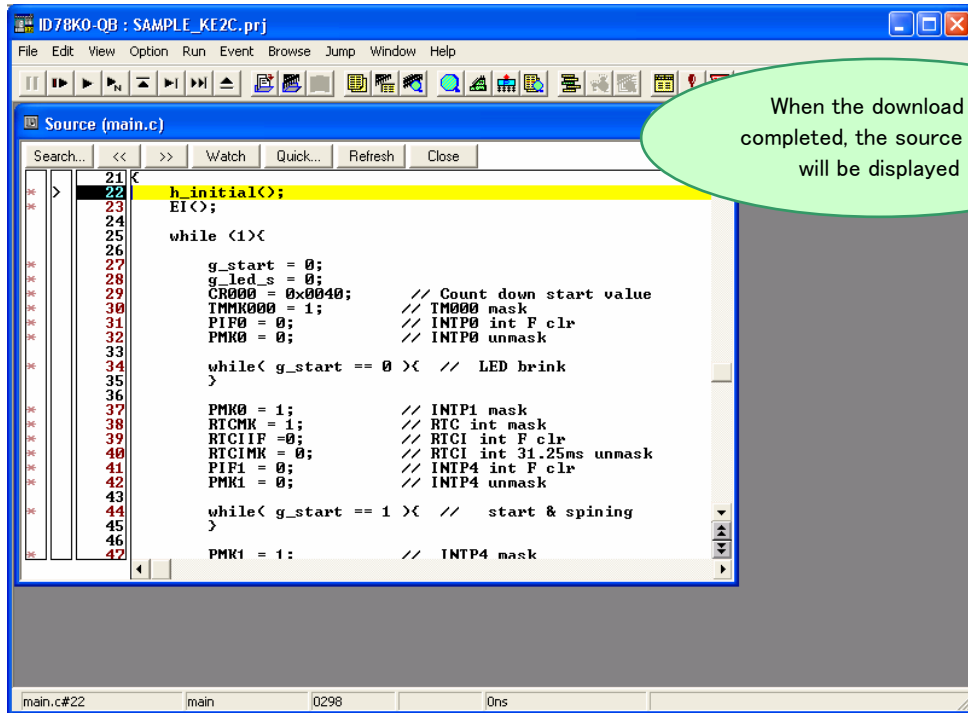 ID78K0-QB : SAMPLE_KE2C.prj
File Edit View Option Run Event Browse Jump Window Help
When the download
completed, the source
will be displayed
Source (main.c)
Search... << >> Watch Quick... Refresh Close
21 {
* > 22 h_initial();
* 23 EI();
24
25 while (1){
26
* 27 g_start = 0;
* 28 g_led_s = 0;
* 29 CR000 = 0x0040; // Count down start value
* 30 TMMK000 = 1; // TM000 mask
* 31 PIF0 = 0; // INTP0 int F clr
* 32 PMK0 = 0; // INTP0 unmask
33
* 34 while( g_start == 0 ){ // LED brink
35 }
36
* 37 PMK0 = 1; // INTP1 mask
* 38 RTCMK = 1; // RTC int mask
* 39 RTCIIF =0; // RTCI int F clr
* 40 RTCIMK = 0; // RTCI int 31.25ms unmask
* 41 PIF1 = 0; // INTP4 int F clr
* 42 PMK1 = 0; // INTP4 unmask
43
* 44 while( g_start == 1 ){ // start & spining
45 }
46
* 47 PMK1 = 1; // INTP4 mask
main.c#22 main 0298 0ns